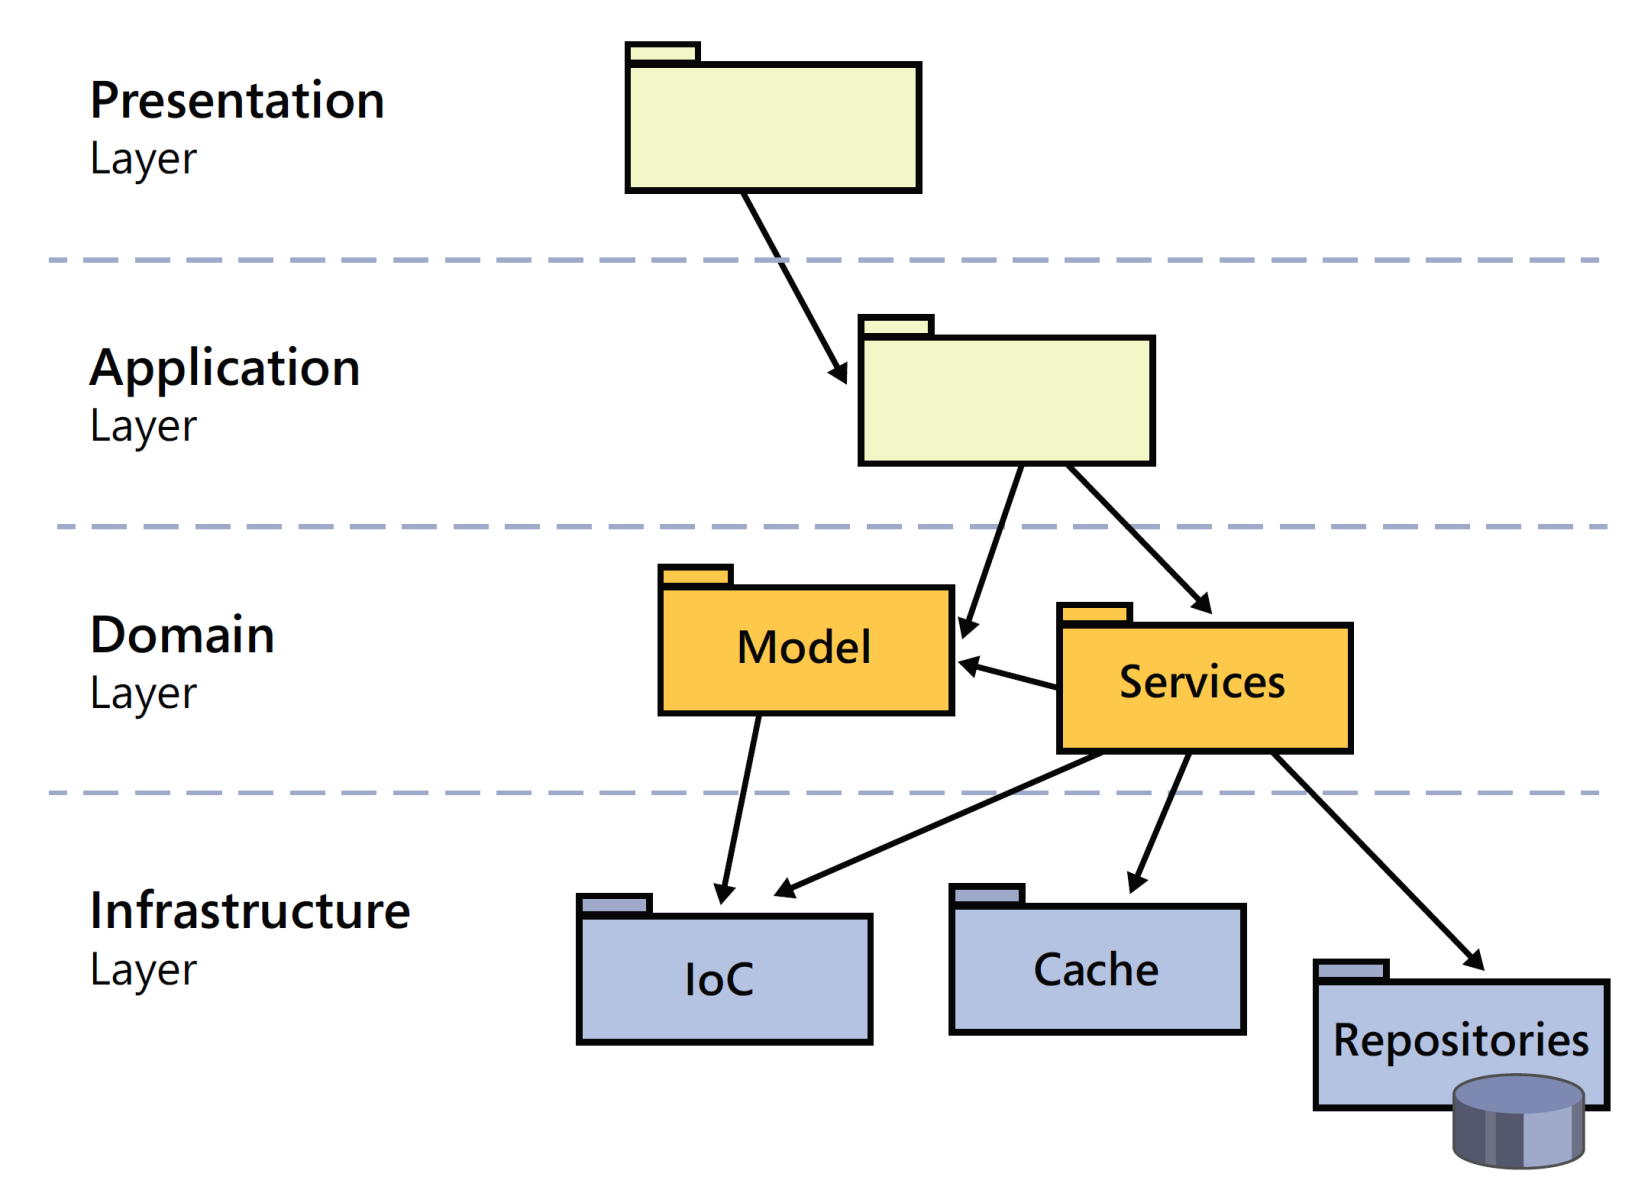 Presentation
Layer
Application
Layer
Domain
Layer
Model
Services
Infrastructure
Layer
IoC
Cache
Repositories